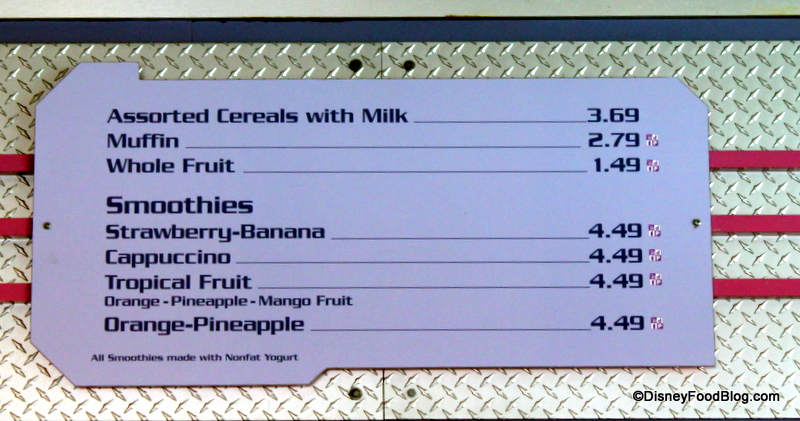 Assorted Cereals with Milk 3.69
Muffin 2.79
Whole Fruit 1.49
Smoothies
Strawberry-Banana 4.49
Cappuccino 4.49
Tropical Fruit 4.49
Orange - Pineapple - Mango Fruit
Orange-Pineapple 4.49
All Smoothies made with Nonfat Yogurt
©DisneyFoodBlog.com